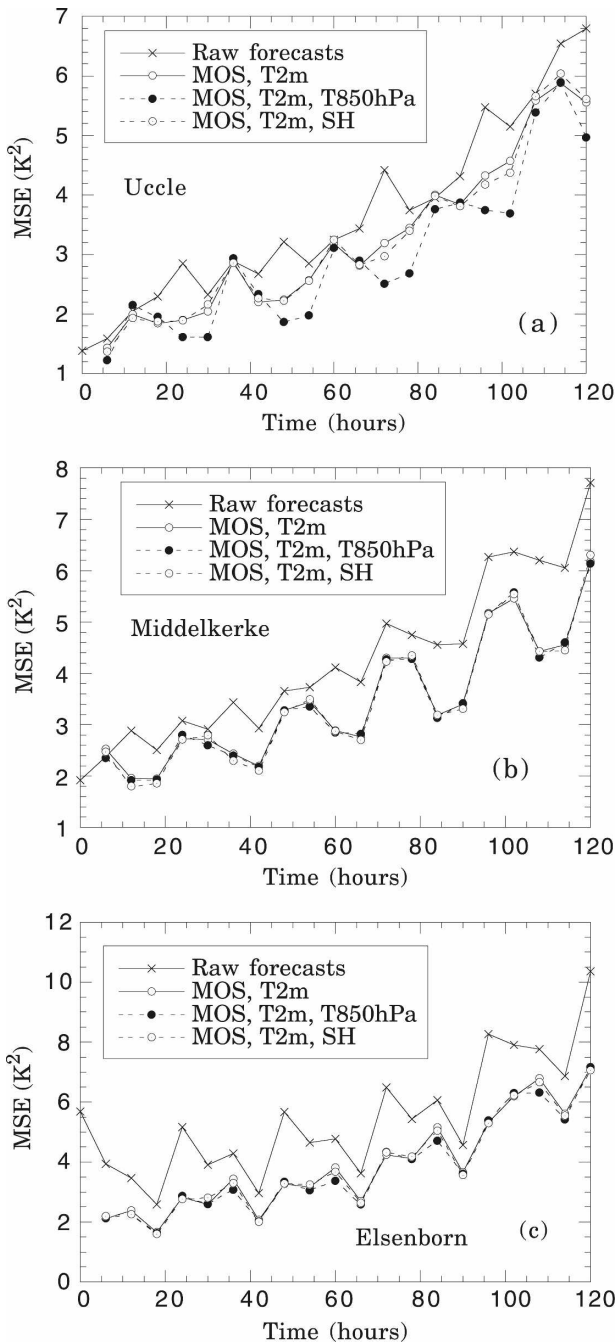 7
6
5
4
3
2
1
MSE (K²)
Raw forecasts
MOS, T2m
MOS, T2m, T850hPa
MOS, T2m, SH
Uccle
(a)
0 20 40 60 80 100 120
Time (hours)
8
7
6
5
4
3
2
1
MSE (K²)
Raw forecasts
MOS, T2m
MOS, T2m, T850hPa
MOS, T2m, SH
Middelkerke
(b)
0 20 40 60 80 100 120
Time (hours)
12
10
8
6
4
2
0
MSE (K²)
Raw forecasts
MOS, T2m
MOS, T2m, T850hPa
MOS, T2m, SH
Elsenborn
(c)
0 20 40 60 80 100 120
Time (hours)